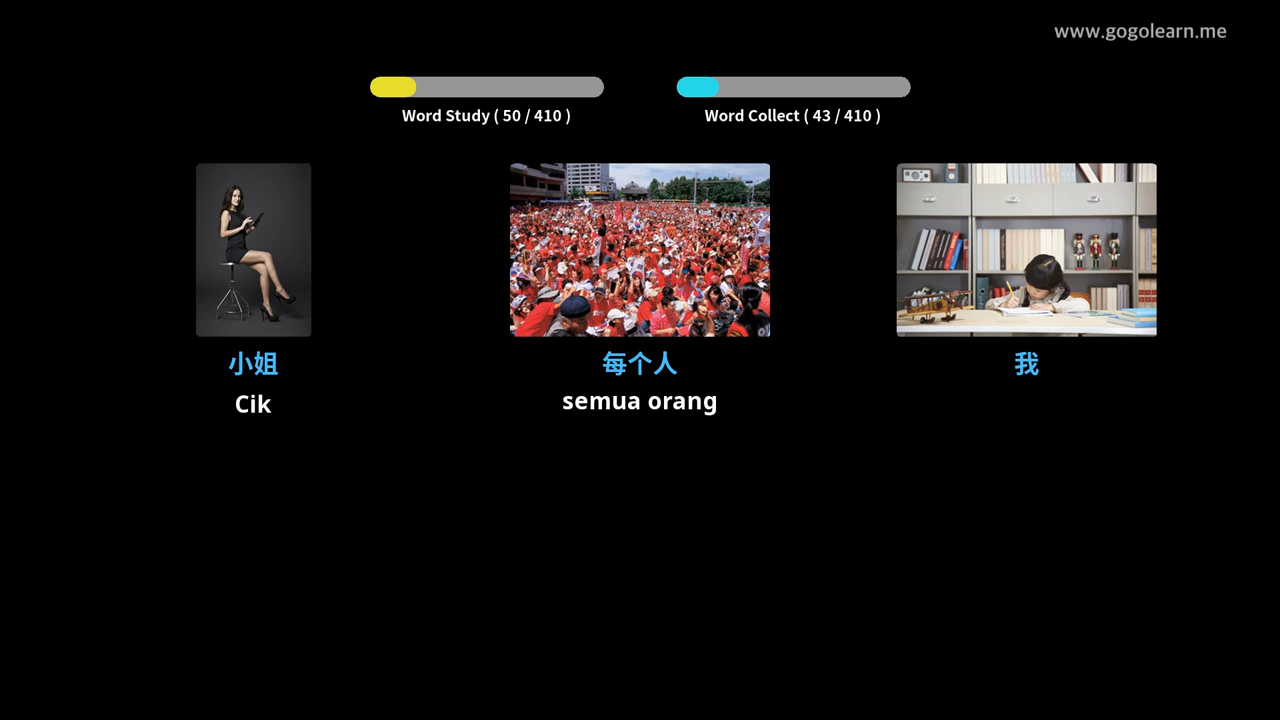 www.gogolearn.me
Word Study ( 50 / 410 )
Word Collect ( 43 / 410 )
小姐
每个人
我
Cik
semua orang